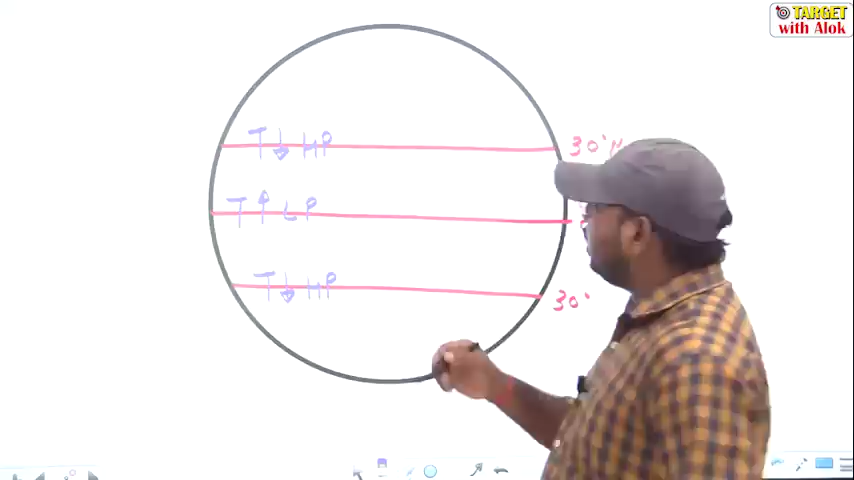 TARGET
with Alok
T↓ HP 30°N
T↑ LP
T↓ HP 30°